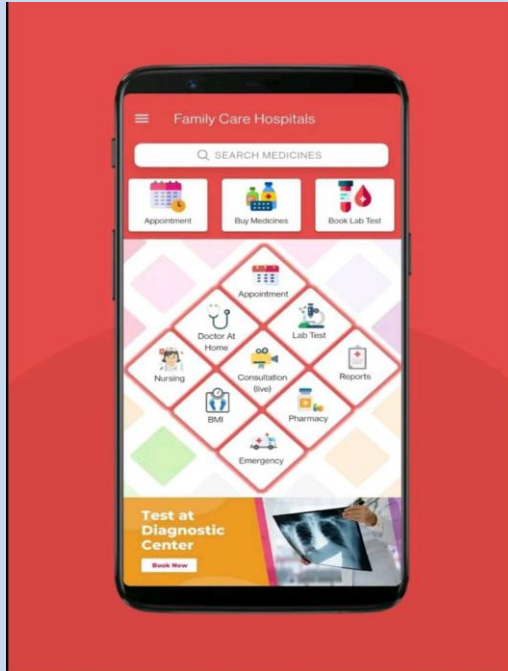 Family Care Hospitals
SEARCH MEDICINES
Appointment
Buy Medicines
Book Lab Test
Appointment
Doctor At
Home
Lab Test
Nursing
Consultation
(live)
Reports
BMI
Pharmacy
Emergency
Test at
Diagnostic
Center
Book Now